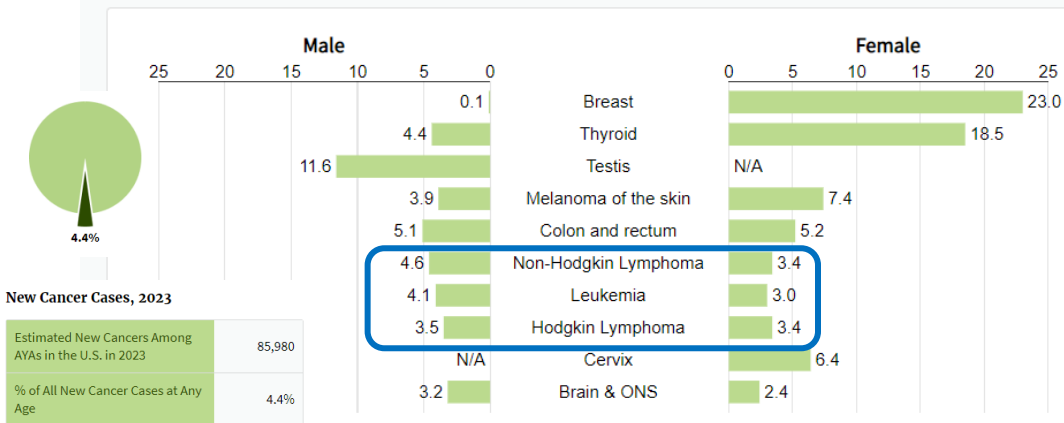 Male Female
25 20 15 10 5 0 0 5 10 15 20 25
0.1 Breast 23.0
4.4 Thyroid 18.5
11.6 Testis N/A
3.9 Melanoma of the skin 7.4
5.1 Colon and rectum 5.2
4.6 Non-Hodgkin Lymphoma 3.4
4.1 Leukemia 3.0
3.5 Hodgkin Lymphoma 3.4
N/A Cervix 6.4
3.2 Brain & ONS 2.4
4.4%
New Cancer Cases, 2023
Estimated New Cancers Among
AYAs in the U.S. in 2023
85,980
% of All New Cancer Cases at Any
Age
4.4%